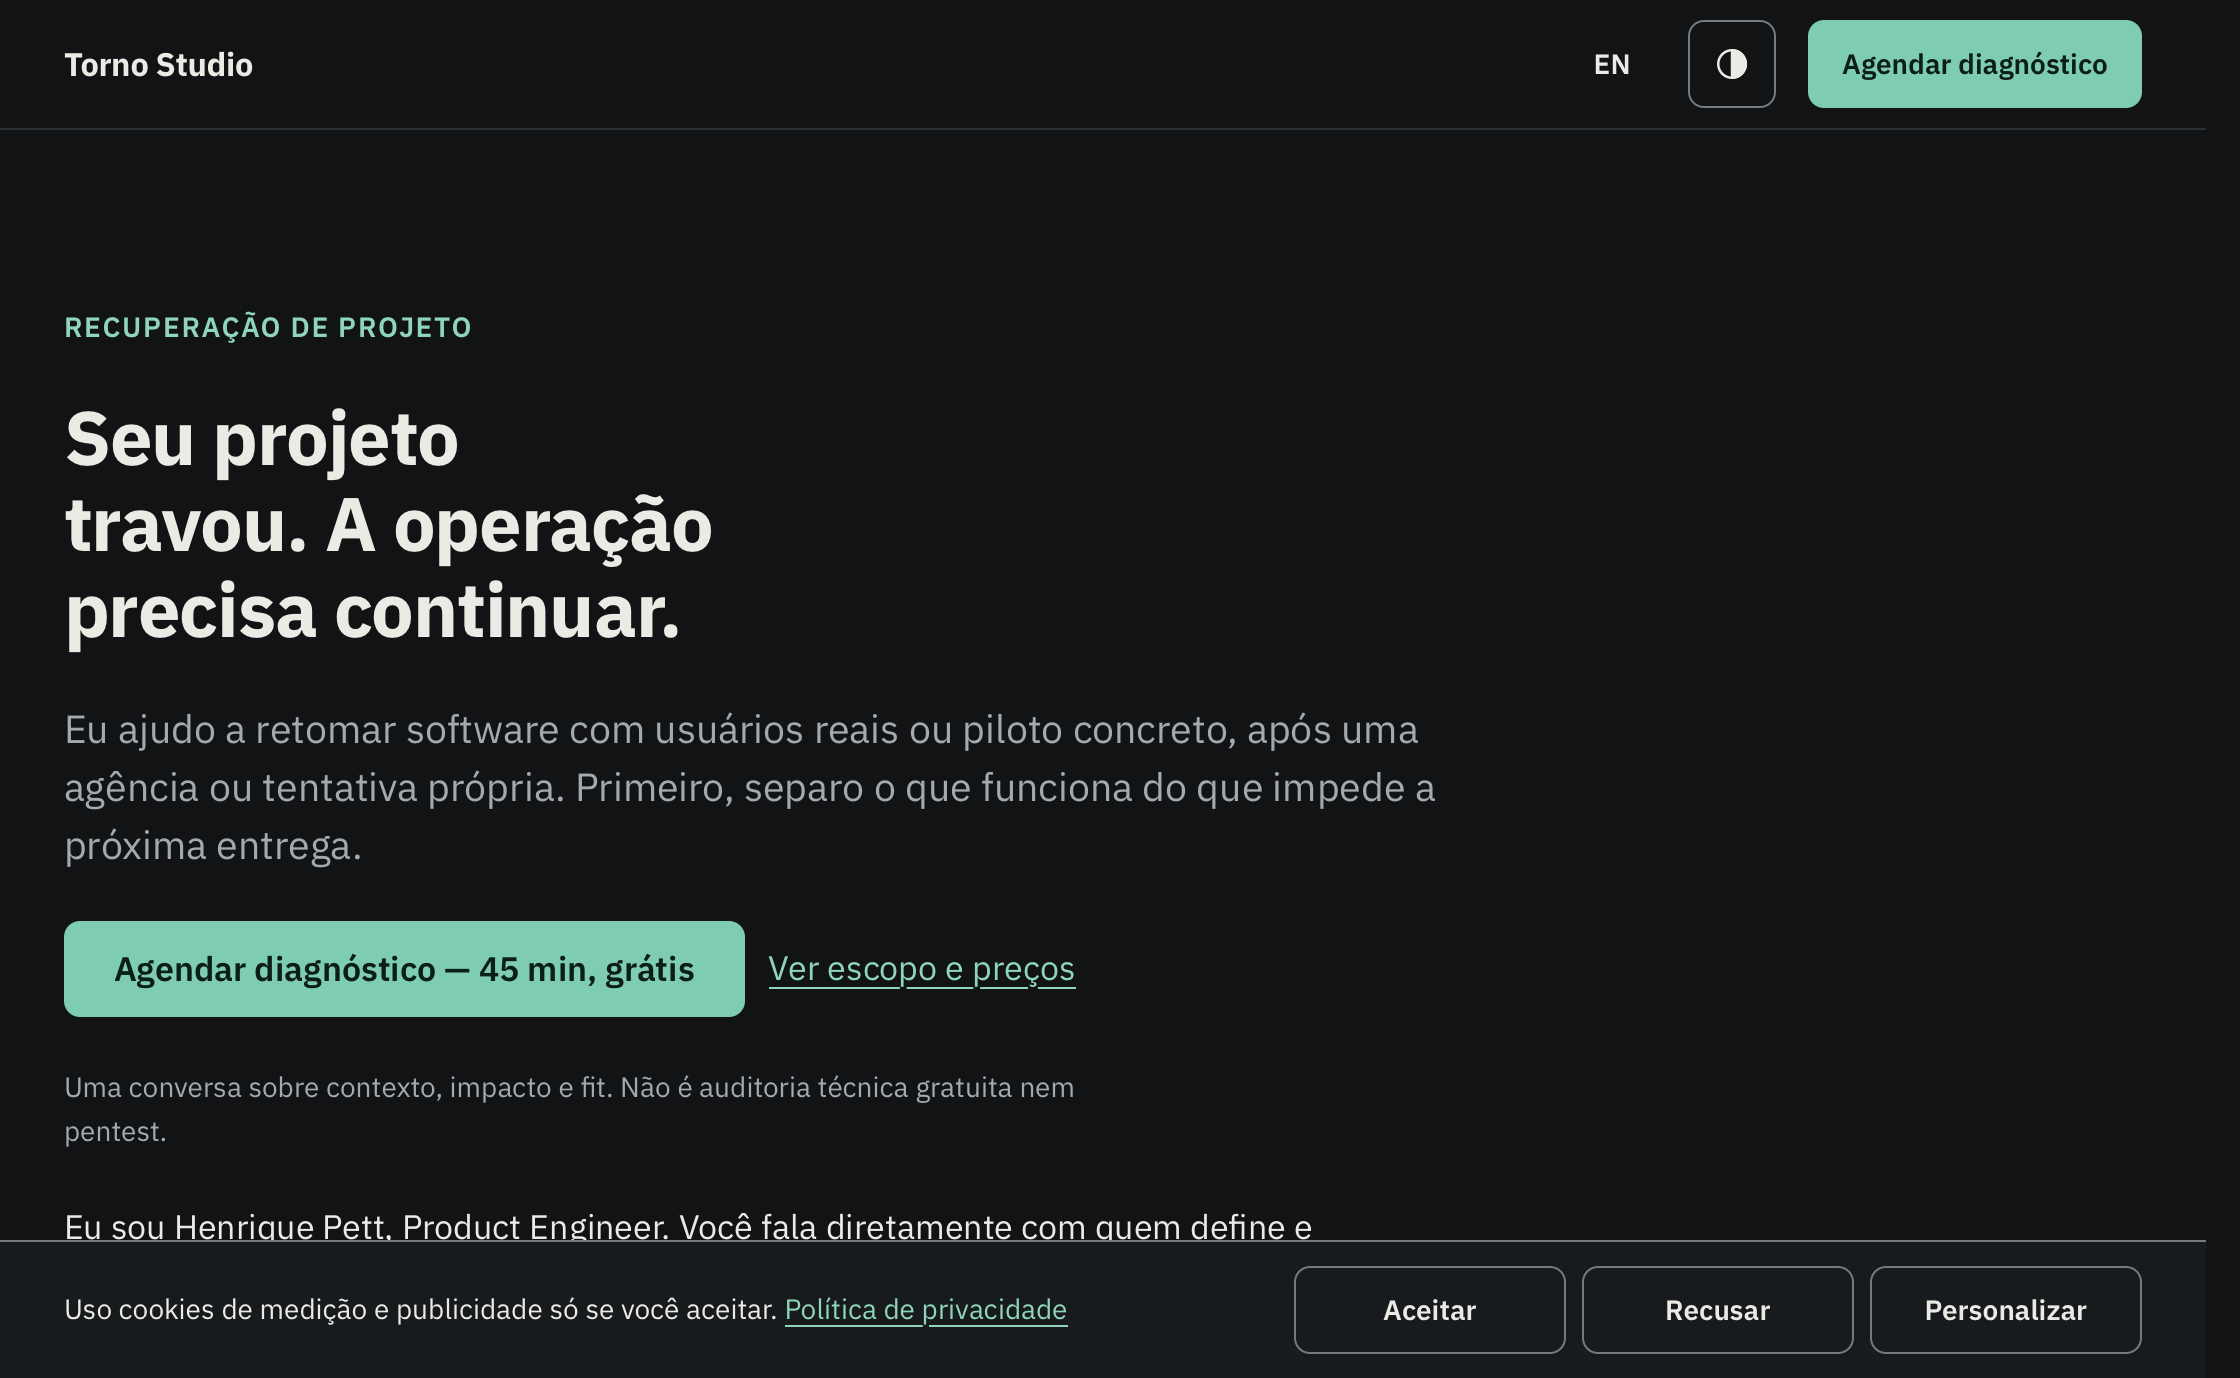 Torno Studio
EN
Agendar diagnóstico
RECUPERAÇÃO DE PROJETO
Seu projeto
travou. A operação
precisa continuar.
Eu ajudo a retomar software com usuários reais ou piloto concreto, após uma
agência ou tentativa própria. Primeiro, separo o que funciona do que impede a
próxima entrega.
Agendar diagnóstico — 45 min, grátis
Ver escopo e preços
Uma conversa sobre contexto, impacto e fit. Não é auditoria técnica gratuita nem
pentest.
Eu sou Henrique Pett, Product Engineer. Você fala diretamente com quem define e
Uso cookies de medição e publicidade só se você aceitar. Política de privacidade
Aceitar
Recusar
Personalizar